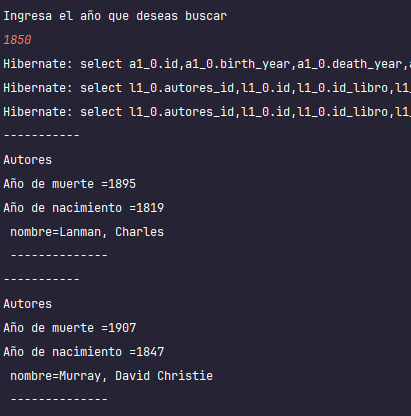 Ingresa el año que deseas buscar
1850
Hibernate: select a1_0.id,a1_0.birth_year,a1_0.death_year,a
Hibernate: select l1_0.autores_id,l1_0.id,l1_0.id_libro,l1_
Hibernate: select l1_0.autores_id,l1_0.id,l1_0.id_libro,l1_
-----------
Autores
Año de muerte =1895
Año de nacimiento =1819
nombre=Lanman, Charles
--------------
-----------
Autores
Año de muerte =1907
Año de nacimiento =1847
nombre=Murray, David Christie
--------------